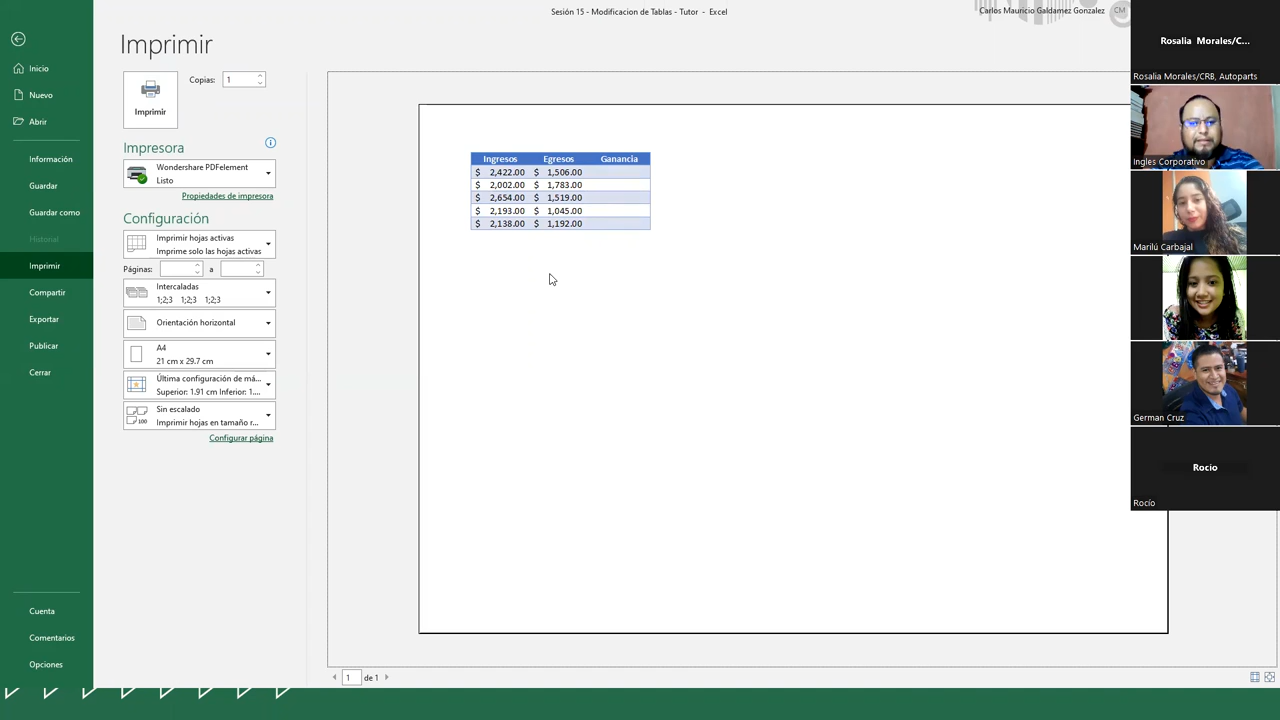 Sesión 15 - Modificacion de Tablas - Tutor - Excel
Carlos Mauricio Galdamez Gonzalez
CM
Imprimir
Inicio
Nuevo
Abrir
Información
Guardar
Guardar como
Historial
Imprimir
Compartir
Exportar
Publicar
Cerrar
Cuenta
Comentarios
Opciones
Imprimir
Copias: 1
Impresora
Wondershare PDFelement
Listo
Propiedades de impresora
Configuración
Imprimir hojas activas
Imprime solo las hojas activas
Páginas: a
Intercaladas
1;2;3 1;2;3 1;2;3
Orientación horizontal
A4
21 cm x 29.7 cm
Última configuración de má...
Superior: 1.91 cm Inferior: 1....
Sin escalado
Imprimir hojas en tamaño r...
100
Configurar página
Ingresos Egresos Ganancia
$ 2,422.00 $ 1,506.00
$ 2,002.00 $ 1,783.00
$ 2,654.00 $ 1,519.00
$ 2,193.00 $ 1,045.00
$ 2,138.00 $ 1,192.00
1 de 1
Rosalia Morales/C...
Rosalia Morales/CRB, Autoparts
Ingles Corporativo
Marilú Carbajal
German Cruz
Rocio
Rocío